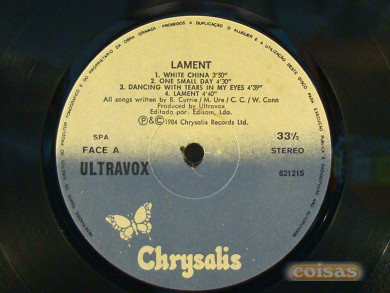 LAMENT
1. WHITE CHINA 3'50"
2. ONE SMALL DAY 4'30"
3. DANCING WITH TEARS IN MY EYES 4'39"
4. LAMENT 4'40"
All songs written by B. Currie / M. Ure / C. C. / W. Conn
Produced by Ultravox.
Editado por: Edisom, Lda.
Ⓟ&© 1984 Chrysalis Records Ltd.
SPA
FACE A
33⅓
STEREO
ULTRAVOX
621215
Chrysalis
coisas